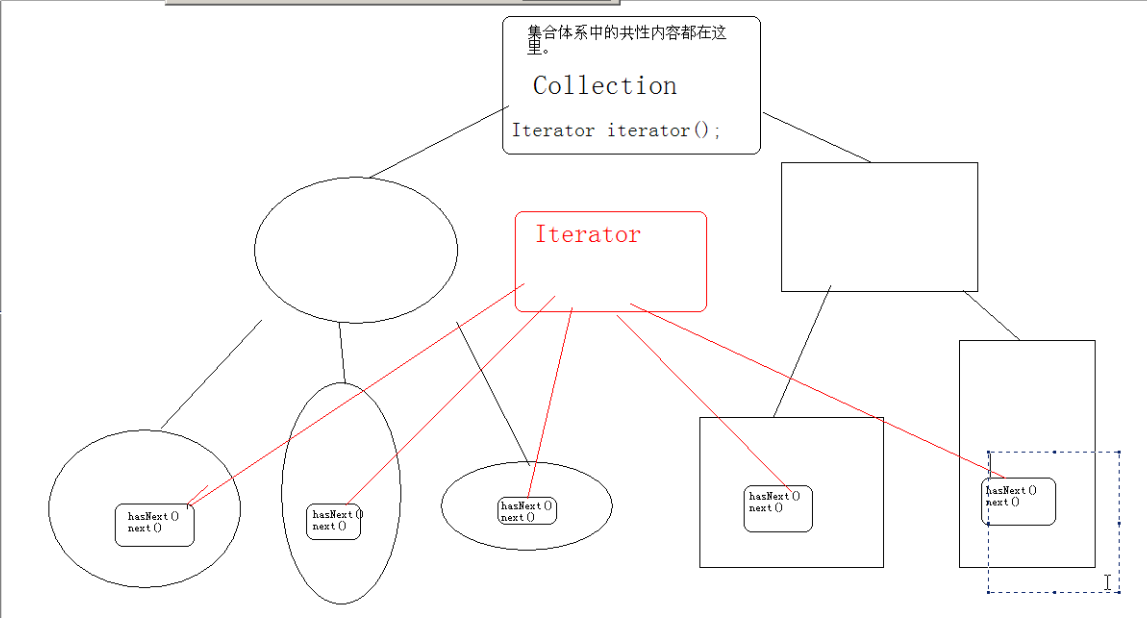 集合体系中的共性内容都在这
里。
Collection
Iterator iterator();
Iterator
hasNext()
next()
hasNext()
next()
hasNext()
next()
hasNext()
next()
hasNext()
next()